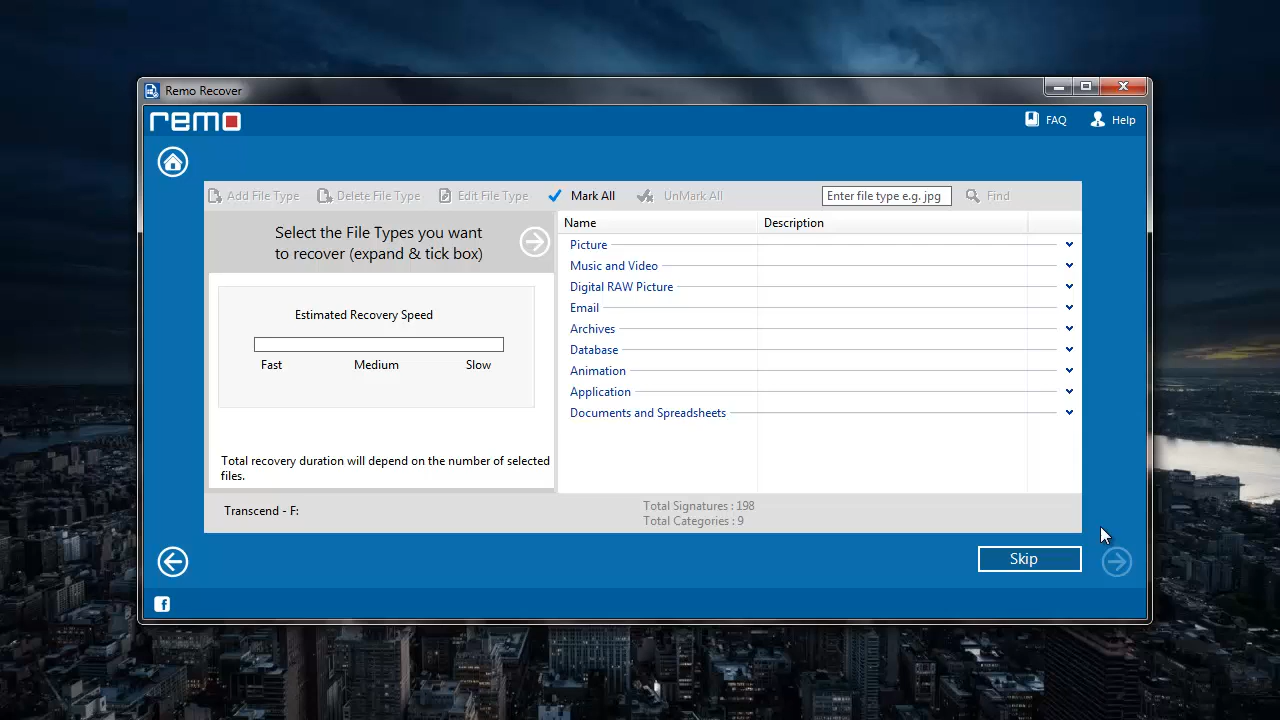 Remo Recover
remo
FAQ
Help
Add File Type
Delete File Type
Edit File Type
Mark All
UnMark All
Enter file type e.g. jpg
Find
Select the File Types you want
to recover (expand & tick box)
Name
Description
Picture
Music and Video
Digital RAW Picture
Email
Archives
Database
Animation
Application
Documents and Spreadsheets
Estimated Recovery Speed
Fast
Medium
Slow
Total recovery duration will depend on the number of selected
files.
Transcend - F:
Total Signatures : 198
Total Categories : 9
Skip
f